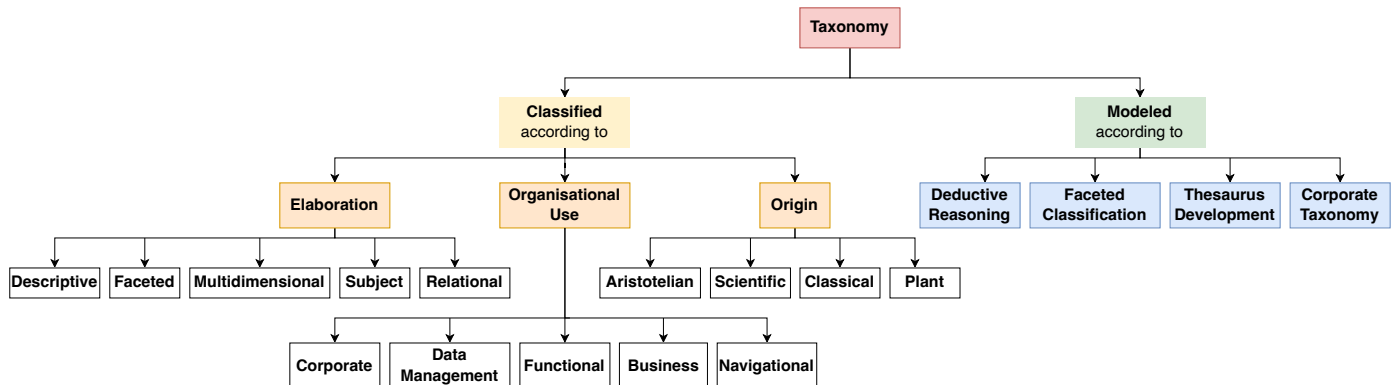 Taxonomy
Classified
according to
Modeled
according to
Elaboration
Organisational
Use
Origin
Deductive
Reasoning
Faceted
Classification
Thesaurus
Development
Corporate
Taxonomy
Descriptive
Faceted
Multidimensional
Subject
Relational
Aristotelian
Scientific
Classical
Plant
Corporate
Data
Management
Functional
Business
Navigational